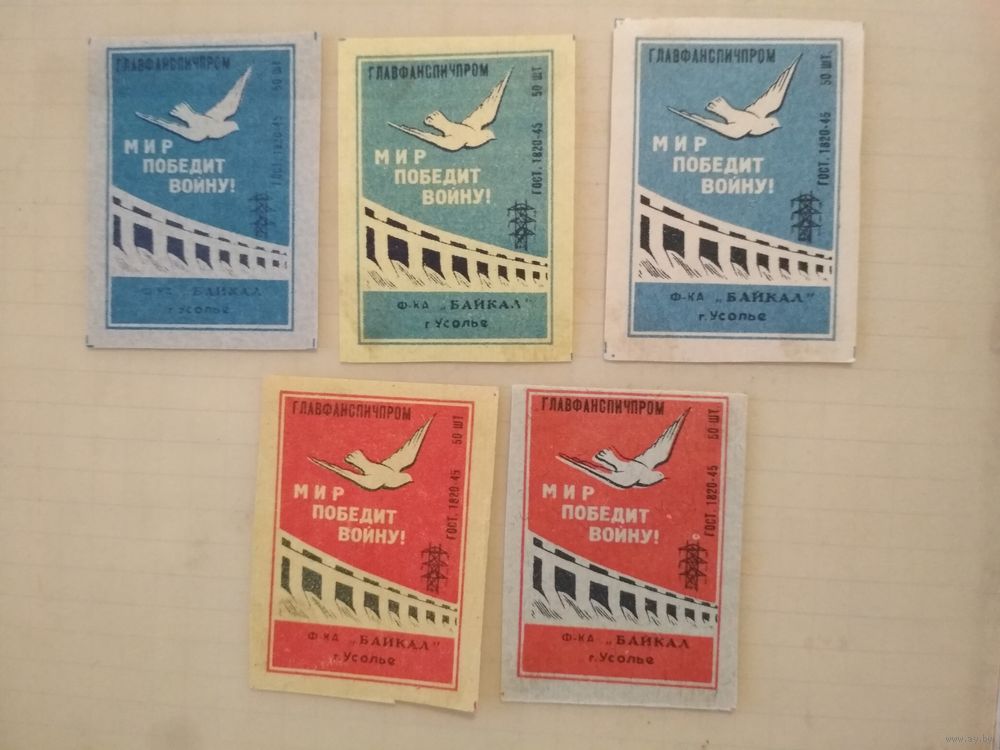 ГЛАВФАНСПИЧПРОМ
МИР
ПОБЕДИТ
ВОЙНУ!
ГОСТ. 1820-45 50 ШТ
Ф-КА „БАЙКАЛ"
г. Усолье
ГЛАВФАНСПИЧПРОМ
МИР
ПОБЕДИТ
ВОЙНУ!
ГОСТ. 1820-45 50 ШТ
Ф-КА „БАЙКАЛ"
г. Усолье
ГЛАВФАНСПИЧПРОМ
МИР
ПОБЕДИТ
ВОЙНУ!
ГОСТ. 1820-45 50 ШТ
Ф-КА „БАЙКАЛ"
г. Усолье
ГЛАВФАНСПИЧПРОМ
МИР
ПОБЕДИТ
ВОЙНУ!
ГОСТ. 1820-45 50 ШТ
Ф-КА „БАЙКАЛ"
г. Усолье
ГЛАВФАНСПИЧПРОМ
МИР
ПОБЕДИТ
ВОЙНУ!
ГОСТ. 1820-45 50 ШТ
Ф-КА „БАЙКАЛ"
г. Усолье
www.ay.by